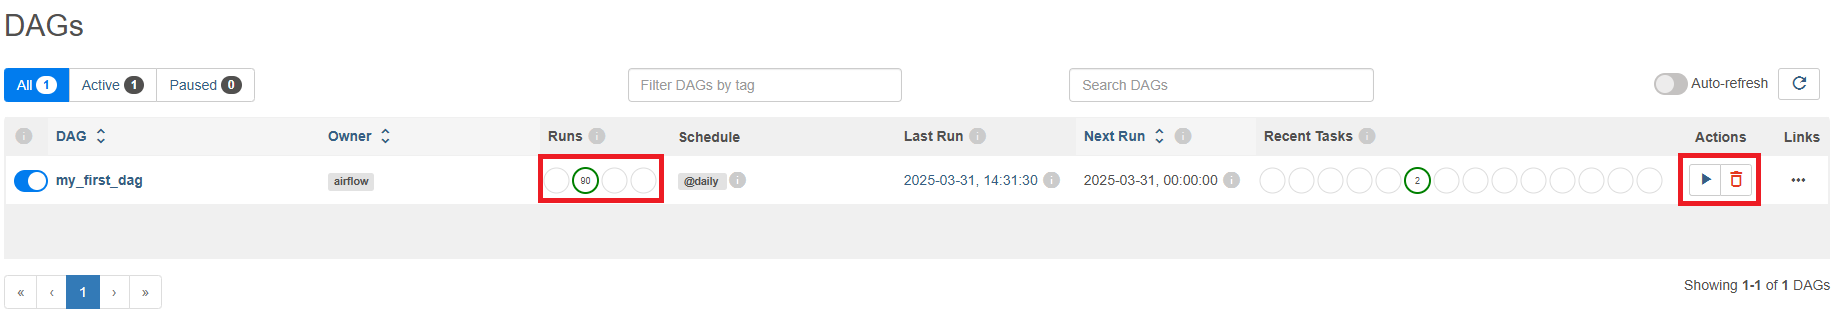 DAGs
All 1 Active 1 Paused 0 Filter DAGs by tag Search DAGs Auto-refresh
i DAG Owner Runs i Schedule Last Run i Next Run i Recent Tasks i Actions Links
my_first_dag airflow 90 @daily i 2025-03-31, 14:31:30 i 2025-03-31, 00:00:00 i 2 ...
« ‹ 1 › » Showing 1-1 of 1 DAGs